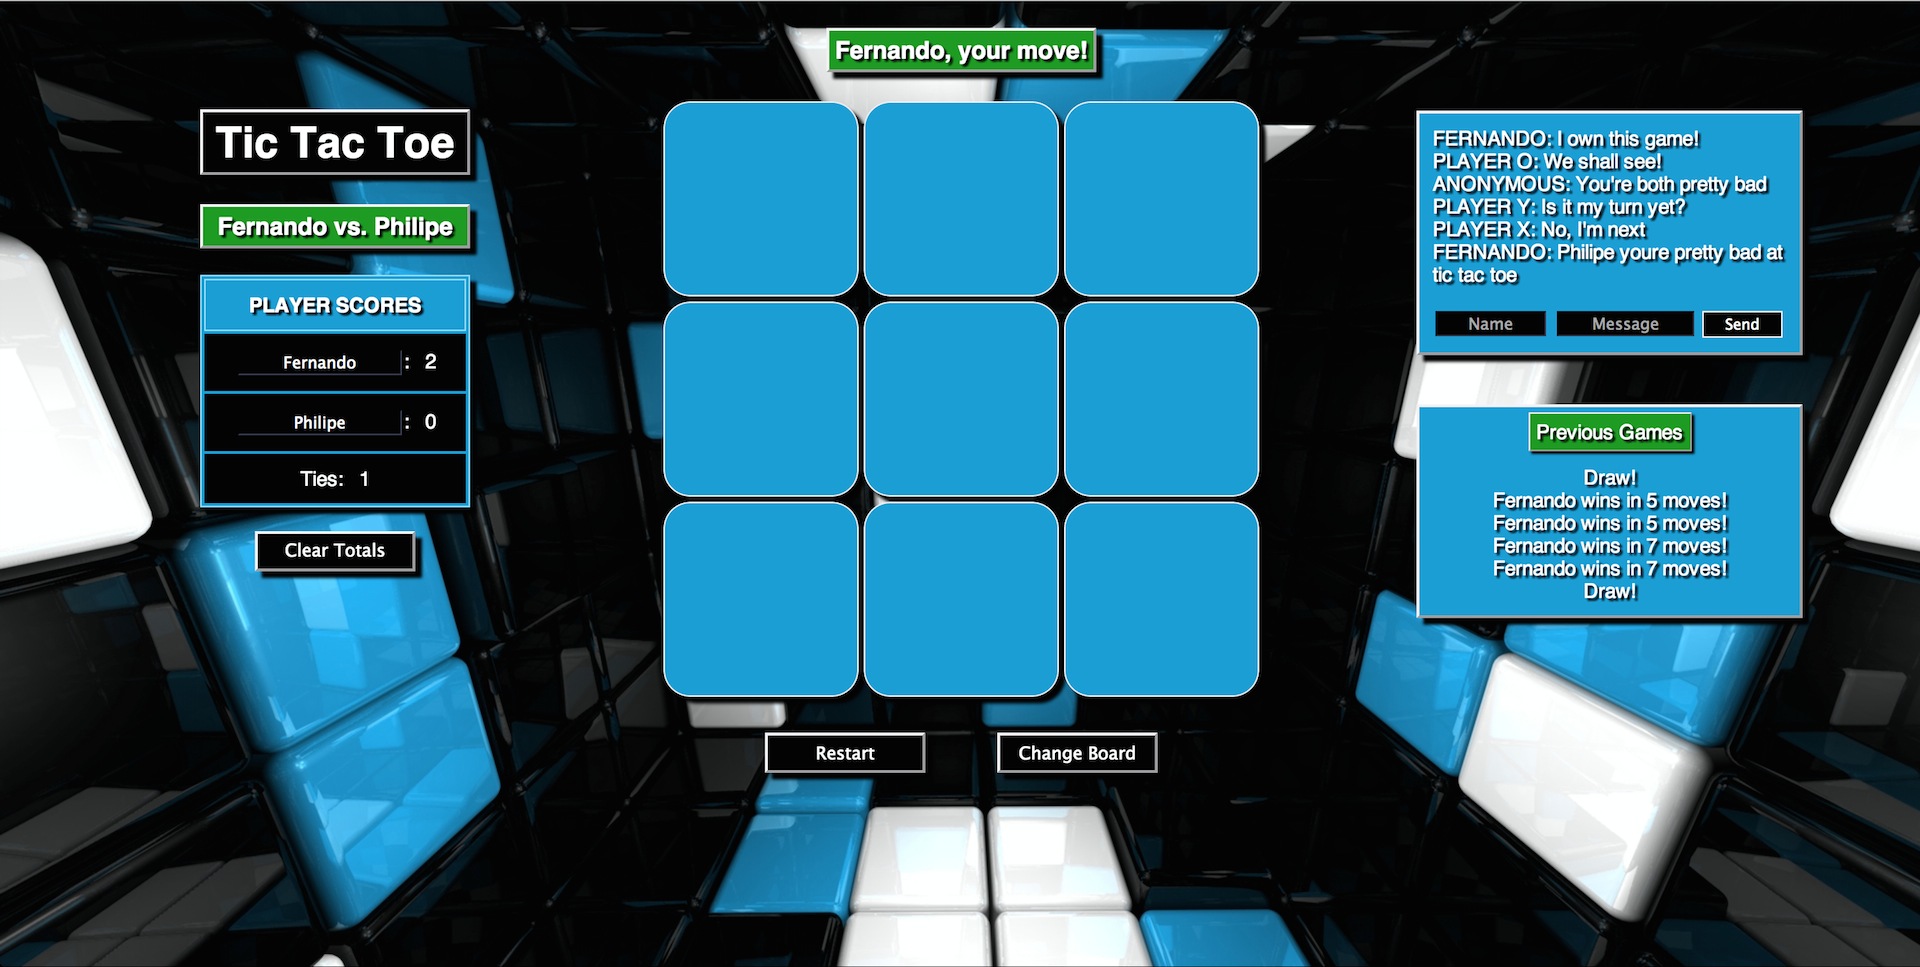 Fernando, your move!
Tic Tac Toe
Fernando vs. Philipe
PLAYER SCORES
Fernando : 2
Philipe : 0
Ties: 1
Clear Totals
Restart
Change Board
FERNANDO: I own this game!
PLAYER O: We shall see!
ANONYMOUS: You're both pretty bad
PLAYER Y: Is it my turn yet?
PLAYER X: No, I'm next
FERNANDO: Philipe youre pretty bad at
tic tac toe
Name Message Send
Previous Games
Draw!
Fernando wins in 5 moves!
Fernando wins in 5 moves!
Fernando wins in 7 moves!
Fernando wins in 7 moves!
Draw!